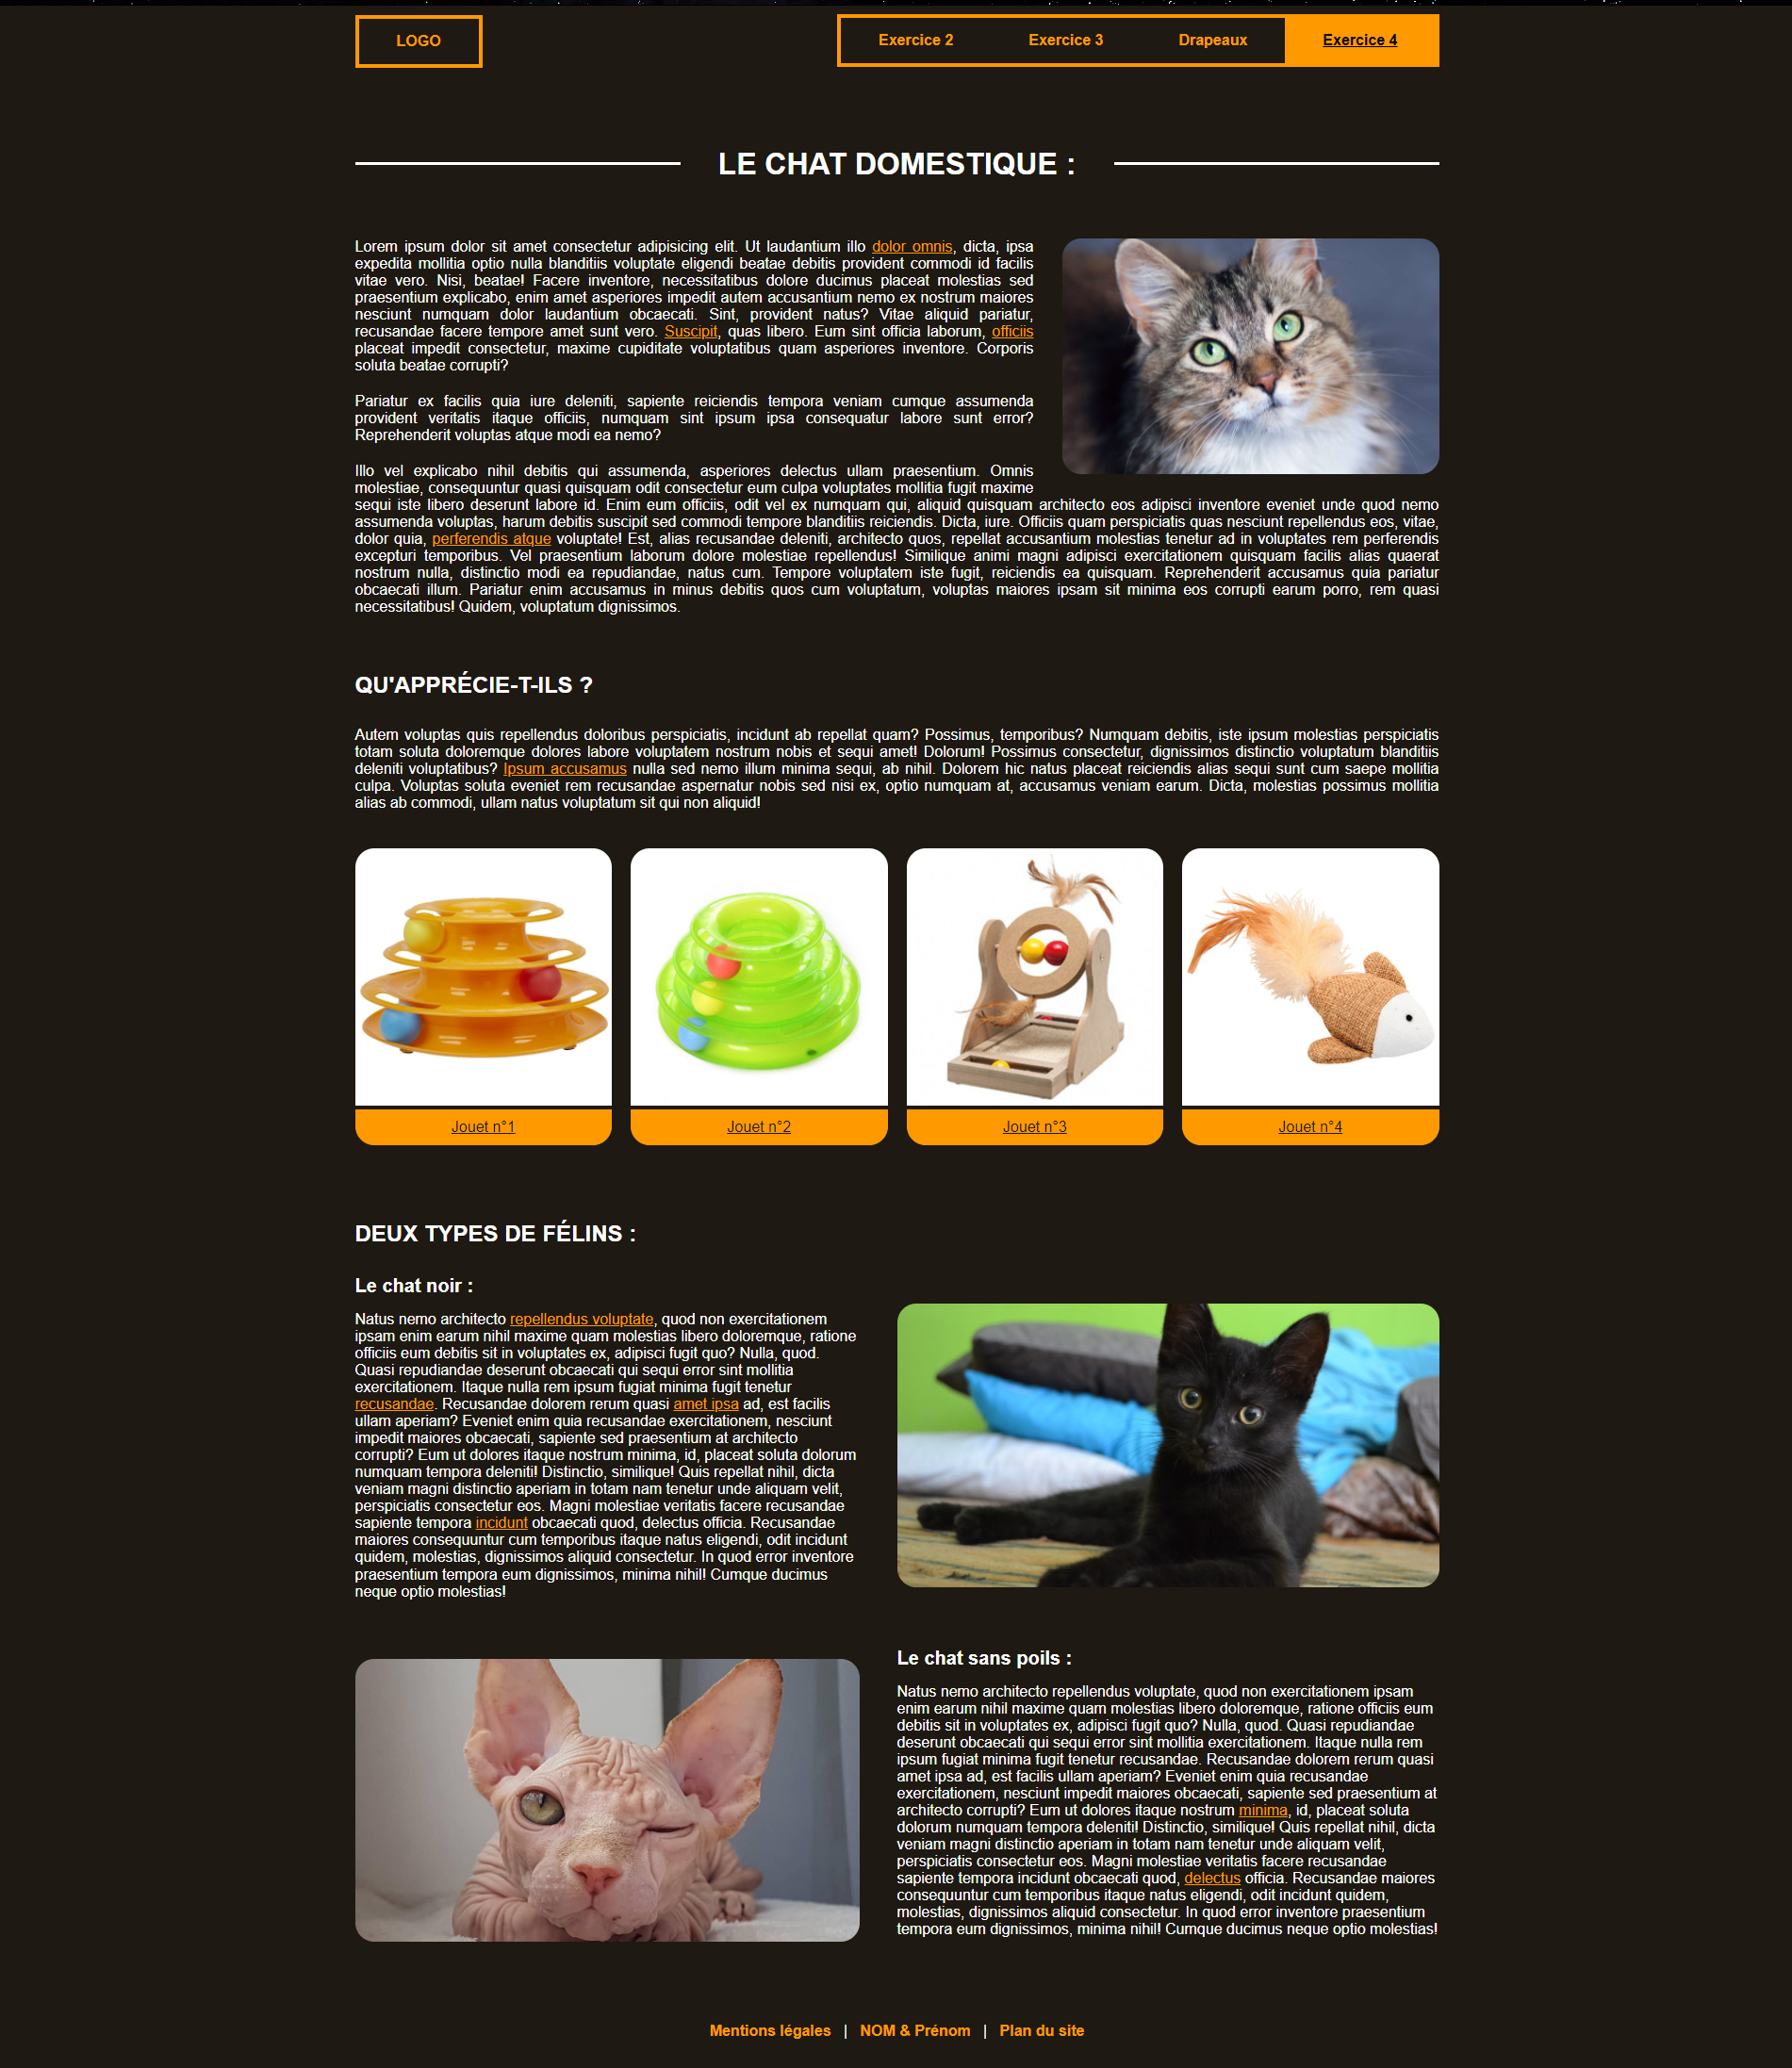 LOGO
Exercice 2 Exercice 3 Drapeaux Exercice 4
LE CHAT DOMESTIQUE :
Lorem ipsum dolor sit amet consectetur adipisicing elit. Ut laudantium illo dolor omnis, dicta, ipsa
expedita mollitia optio nulla blanditiis voluptate eligendi beatae debitis provident commodi id facilis
vitae vero. Nisi, beatae! Facere inventore, necessitatibus dolore ducimus placeat molestias sed
praesentium explicabo, enim amet asperiores impedit autem accusantium nemo ex nostrum maiores
nesciunt numquam dolor laudantium obcaecati. Sint, provident natus? Vitae aliquid pariatur,
recusandae facere tempore amet sunt vero. Suscipit, quas libero. Eum sint officia laborum, officiis
placeat impedit consectetur, maxime cupiditate voluptatibus quam asperiores inventore. Corporis
soluta beatae corrupti?
Pariatur ex facilis quia iure deleniti, sapiente reiciendis tempora veniam cumque assumenda
provident veritatis itaque officiis, numquam sint ipsum ipsa consequatur labore sunt error?
Reprehenderit voluptas atque modi ea nemo?
Illo vel explicabo nihil debitis qui assumenda, asperiores delectus ullam praesentium. Omnis
molestiae, consequuntur quasi quisquam odit consectetur eum culpa voluptates mollitia fugit maxime
sequi iste libero deserunt labore id. Enim eum officiis, odit vel ex numquam qui, aliquid quisquam architecto eos adipisci inventore eveniet unde quod nemo
assumenda voluptas, harum debitis suscipit sed commodi tempore blanditiis reiciendis. Dicta, iure. Officiis quam perspiciatis quas nesciunt repellendus eos, vitae,
dolor quia, perferendis atque voluptate! Est, alias recusandae deleniti, architecto quos, repellat accusantium molestias tenetur ad in voluptates rem perferendis
excepturi temporibus. Vel praesentium laborum dolore molestiae repellendus! Similique animi magni adipisci exercitationem quisquam facilis alias quaerat
nostrum nulla, distinctio modi ea repudiandae, natus cum. Tempore voluptatem iste fugit, reiciendis ea quisquam. Reprehenderit accusamus quia pariatur
obcaecati illum. Pariatur enim accusamus in minus debitis quos cum voluptatum, voluptas maiores ipsam sit minima eos corrupti earum porro, rem quasi
necessitatibus! Quidem, voluptatum dignissimos.
QU'APPRÉCIE-T-ILS ?
Autem voluptas quis repellendus doloribus perspiciatis, incidunt ab repellat quam? Possimus, temporibus? Numquam debitis, iste ipsum molestias perspiciatis
totam soluta doloremque dolores labore voluptatem nostrum nobis et sequi amet! Dolorum! Possimus consectetur, dignissimos distinctio voluptatum blanditiis
deleniti voluptatibus? Ipsum accusamus nulla sed nemo illum minima sequi, ab nihil. Dolorem hic natus placeat reiciendis alias sequi sunt cum saepe mollitia
culpa. Voluptas soluta eveniet rem recusandae aspernatur nobis sed nisi ex, optio numquam at, accusamus veniam earum. Dicta, molestias possimus mollitia
alias ab commodi, ullam natus voluptatum sit qui non aliquid!
Jouet n°1 Jouet n°2 Jouet n°3 Jouet n°4
DEUX TYPES DE FÉLINS :
Le chat noir :
Natus nemo architecto repellendus voluptate, quod non exercitationem
ipsam enim earum nihil maxime quam molestias libero doloremque, ratione
officiis eum debitis sit in voluptates ex, adipisci fugit quo? Nulla, quod.
Quasi repudiandae deserunt obcaecati qui sequi error sint mollitia
exercitationem. Itaque nulla rem ipsum fugiat minima fugit tenetur
recusandae. Recusandae dolorem rerum quasi amet ipsa ad, est facilis
ullam aperiam? Eveniet enim quia recusandae exercitationem, nesciunt
impedit maiores obcaecati, sapiente sed praesentium at architecto
corrupti? Eum ut dolores itaque nostrum minima, id, placeat soluta dolorum
numquam tempora deleniti! Distinctio, similique! Quis repellat nihil, dicta
veniam magni distinctio aperiam in totam nam tenetur unde aliquam velit,
perspiciatis consectetur eos. Magni molestiae veritatis facere recusandae
sapiente tempora incidunt obcaecati quod, delectus officia. Recusandae
maiores consequuntur cum temporibus itaque natus eligendi, odit incidunt
quidem, molestias, dignissimos aliquid consectetur. In quod error inventore
praesentium tempora eum dignissimos, minima nihil! Cumque ducimus
neque optio molestias!
Le chat sans poils :
Natus nemo architecto repellendus voluptate, quod non exercitationem ipsam
enim earum nihil maxime quam molestias libero doloremque, ratione officiis eum
debitis sit in voluptates ex, adipisci fugit quo? Nulla, quod. Quasi repudiandae
deserunt obcaecati qui sequi error sint mollitia exercitationem. Itaque nulla rem
ipsum fugiat minima fugit tenetur recusandae. Recusandae dolorem rerum quasi
amet ipsa ad, est facilis ullam aperiam? Eveniet enim quia recusandae
exercitationem, nesciunt impedit maiores obcaecati, sapiente sed praesentium at
architecto corrupti? Eum ut dolores itaque nostrum minima, id, placeat soluta
dolorum numquam tempora deleniti! Distinctio, similique! Quis repellat nihil, dicta
veniam magni distinctio aperiam in totam nam tenetur unde aliquam velit,
perspiciatis consectetur eos. Magni molestiae veritatis facere recusandae
sapiente tempora incidunt obcaecati quod, delectus officia. Recusandae maiores
consequuntur cum temporibus itaque natus eligendi, odit incidunt quidem,
molestias, dignissimos aliquid consectetur. In quod error inventore praesentium
tempora eum dignissimos, minima nihil! Cumque ducimus neque optio molestias!
Mentions légales | NOM & Prénom | Plan du site